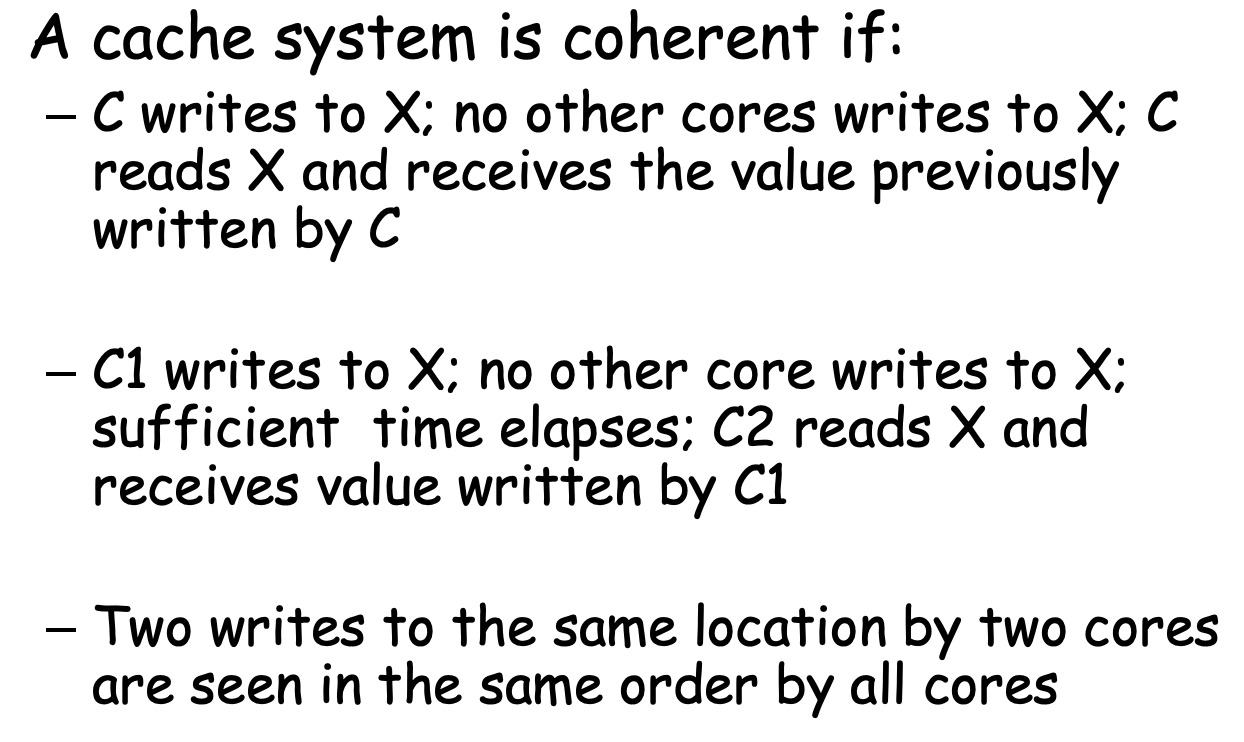 A cache system is coherent if:
– C writes to X; no other cores writes to X; C
reads X and receives the value previously
written by C
– C1 writes to X; no other core writes to X;
sufficient  time elapses; C2 reads X and
receives value written by C1
– Two writes to the same location by two cores
are seen in the same order by all cores